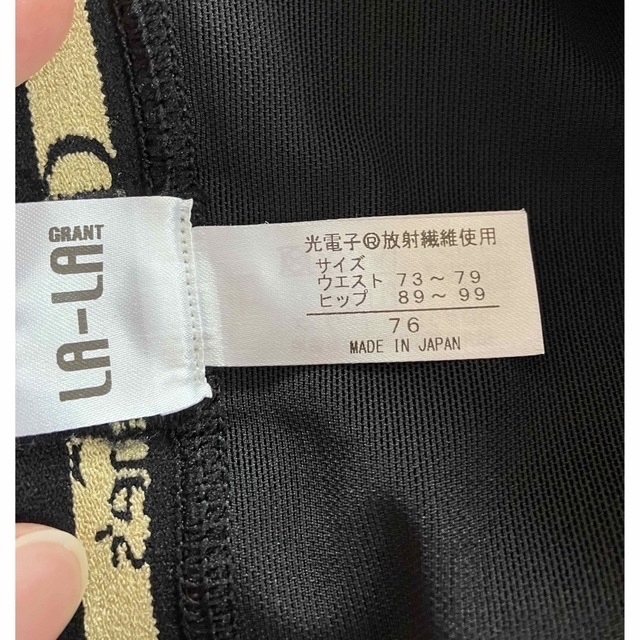 GRANT
LA-LA
光電子®放射繊維使用
サイズ
ウエスト 73～79
ヒップ 89～99
76
MADE IN JAPAN